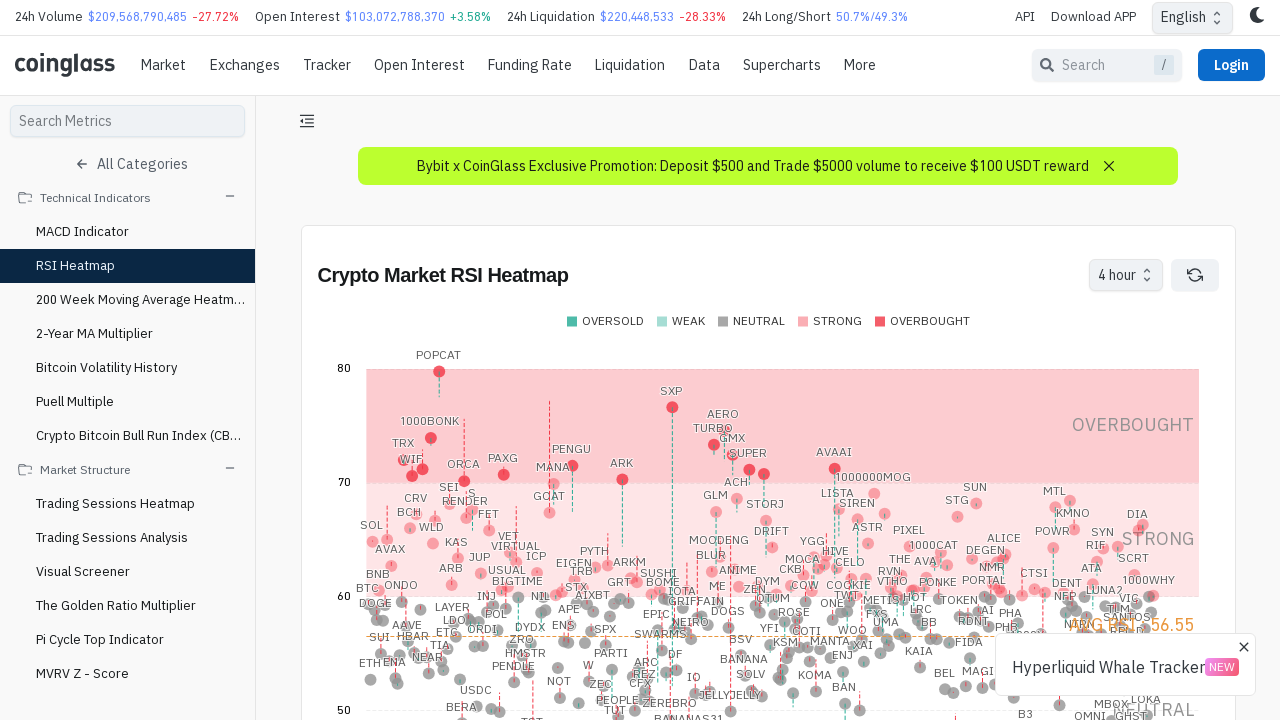 24h Volume $209,568,790,485 -27.72% Open Interest $103,072,788,370 +3.58% 24h Liquidation $220,448,533 -28.33% 24h Long/Short 50.7%/49.3% API Download APP English
coinglass Market Exchanges Tracker Open Interest Funding Rate Liquidation Data Supercharts More Search / Login
Search Metrics
All Categories
Technical Indicators
MACD Indicator
RSI Heatmap
200 Week Moving Average Heatm...
2-Year MA Multiplier
Bitcoin Volatility History
Puell Multiple
Crypto Bitcoin Bull Run Index (CB...
Market Structure
Trading Sessions Heatmap
Trading Sessions Analysis
Visual Screener
The Golden Ratio Multiplier
Pi Cycle Top Indicator
MVRV Z - Score
Bybit x CoinGlass Exclusive Promotion: Deposit $500 and Trade $5000 volume to receive $100 USDT reward
Crypto Market RSI Heatmap
4 hour
OVERSOLD WEAK NEUTRAL STRONG OVERBOUGHT
POPCAT
80
SXP
AERO
1000BONK
TURBO
OVERBOUGHT
GMX
TRX
PENGU
SUPER
AVAAI
WIF
ORCA
PAXG
MANA
ARK
1000000MOG
70
ACH
SEI
SUN
MTL
GOAT
GLM
LISTA
CRV
RENDER
STORJ
SIREN
STG
BCH
FET
KMNO
DIA
SOL
WLD
DRIFT
ASTR
PIXEL
POWR
SYN
STRONG
VET
MOODENG
YGG
ALICE
KAS
VIRTUAL
1000CAT
RIF
AVAX
PYTH
BLUR
HIVE
DEGEN
JUP
ICP
EIGEN
ARKM
MOCA
CELO
THE
AVA
SCRT
ARB
USUAL
TRB
SUSHI
ANIME
CKB
RVN
NMR
CTSI
ATA
BNB
BIGTIME
GRT
BOME
DYM
COW
COOKIE
VTHO
PONKE
PORTAL
DENT
1000WHY
BTC
ONDO
INJ
NIL
STX
AIXBT
IOTA
ME
ZEN
TWT
HOT
NFP
LUNA2
60
DOGE
LAYER
POL
APE
EPIC
GRIFFAIN
DOGS
QTUM
ROSE
ONE
METIS
LRC
TOKEN
AI
PHA
VIC
AAVE
LDO
GRDI
DYDX
ENS
SPX
NEIRO
YFI
COTI
WOO
UMA
BB
RDNT
PHB
AVG RSI : 56.55
SUI
HBAR
ETC
ZRO
SWARMS
BSV
KSM
MANTA
XAI
FIDA
TIA
KAIA
ETH
ENA
NEAR
HMSTR
PARTI
DF
BANANA
ENJ
PENDLE
W
ARC
REZ
IO
SOLV
KOMA
BEL
MAGIC
NOT
ZEC
CFX
BAN
USDC
PEOPLE
ZEREBRO
JELLYJELLY
BERA
BANANAS31
B3
MBOX
LOKA
OMNI
50
Hyperliquid Whale Tracker NEW